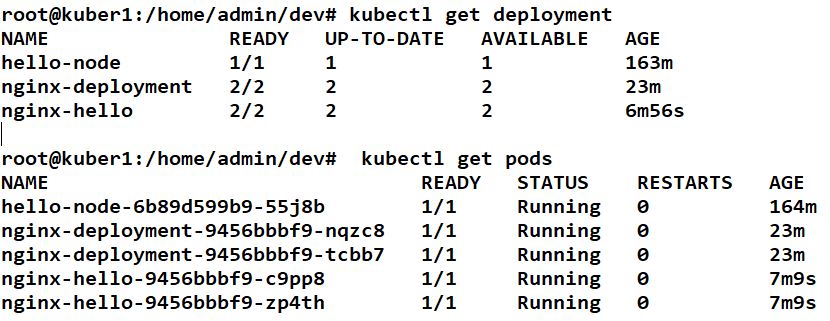 root@kuber1:/home/admin/dev# kubectl get deployment
NAME READY UP-TO-DATE AVAILABLE AGE
hello-node 1/1 1 1 163m
nginx-deployment 2/2 2 2 23m
nginx-hello 2/2 2 2 6m56s
root@kuber1:/home/admin/dev# kubectl get pods
NAME READY STATUS RESTARTS AGE
hello-node-6b89d599b9-55j8b 1/1 Running 0 164m
nginx-deployment-9456bbbf9-nqzc8 1/1 Running 0 23m
nginx-deployment-9456bbbf9-tcbb7 1/1 Running 0 23m
nginx-hello-9456bbbf9-c9pp8 1/1 Running 0 7m9s
nginx-hello-9456bbbf9-zp4th 1/1 Running 0 7m9s